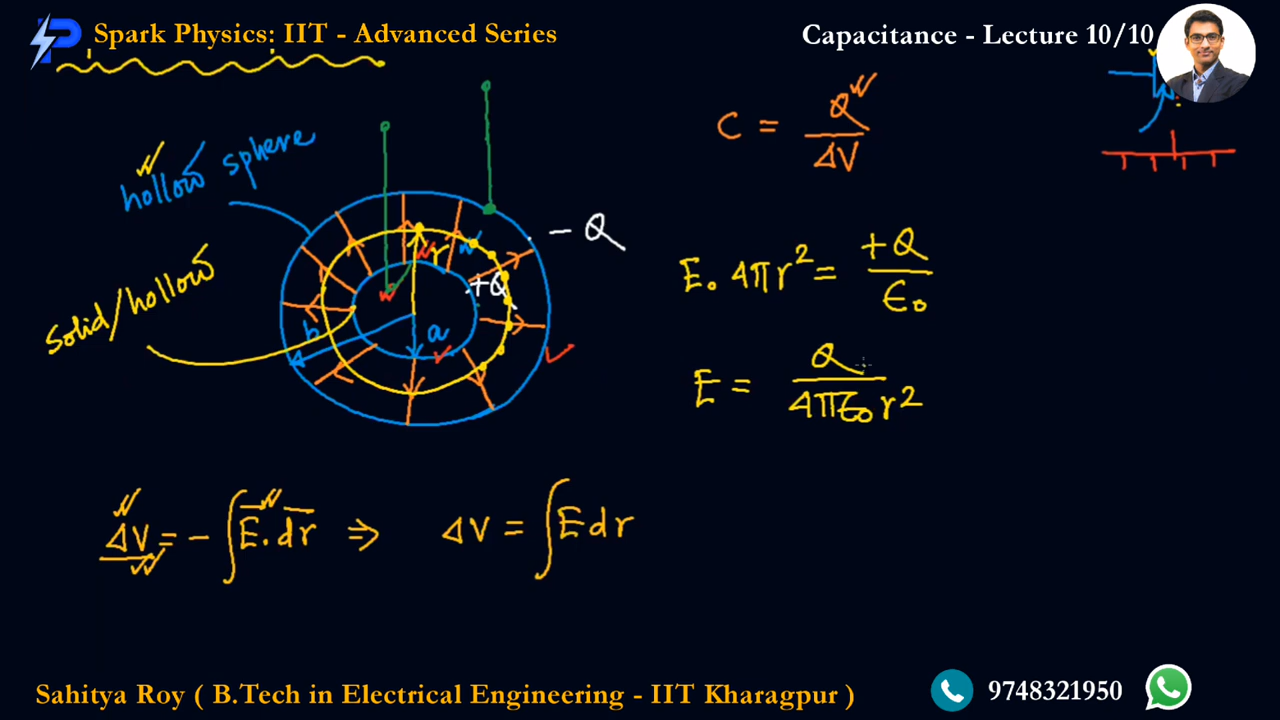 Spark Physics: IIT - Advanced Series
Capacitance - Lecture 10/10
hollow sphere
solid/hollow
- Q
+Q
r
a
b
C = Q/ΔV
E. 4πr² = +Q/ϵ₀
E = Q/4πϵ₀r²
ΔV = - ∫ E. dr ⇒ ΔV = ∫ E dr
Sahitya Roy ( B.Tech in Electrical Engineering - IIT Kharagpur )
9748321950